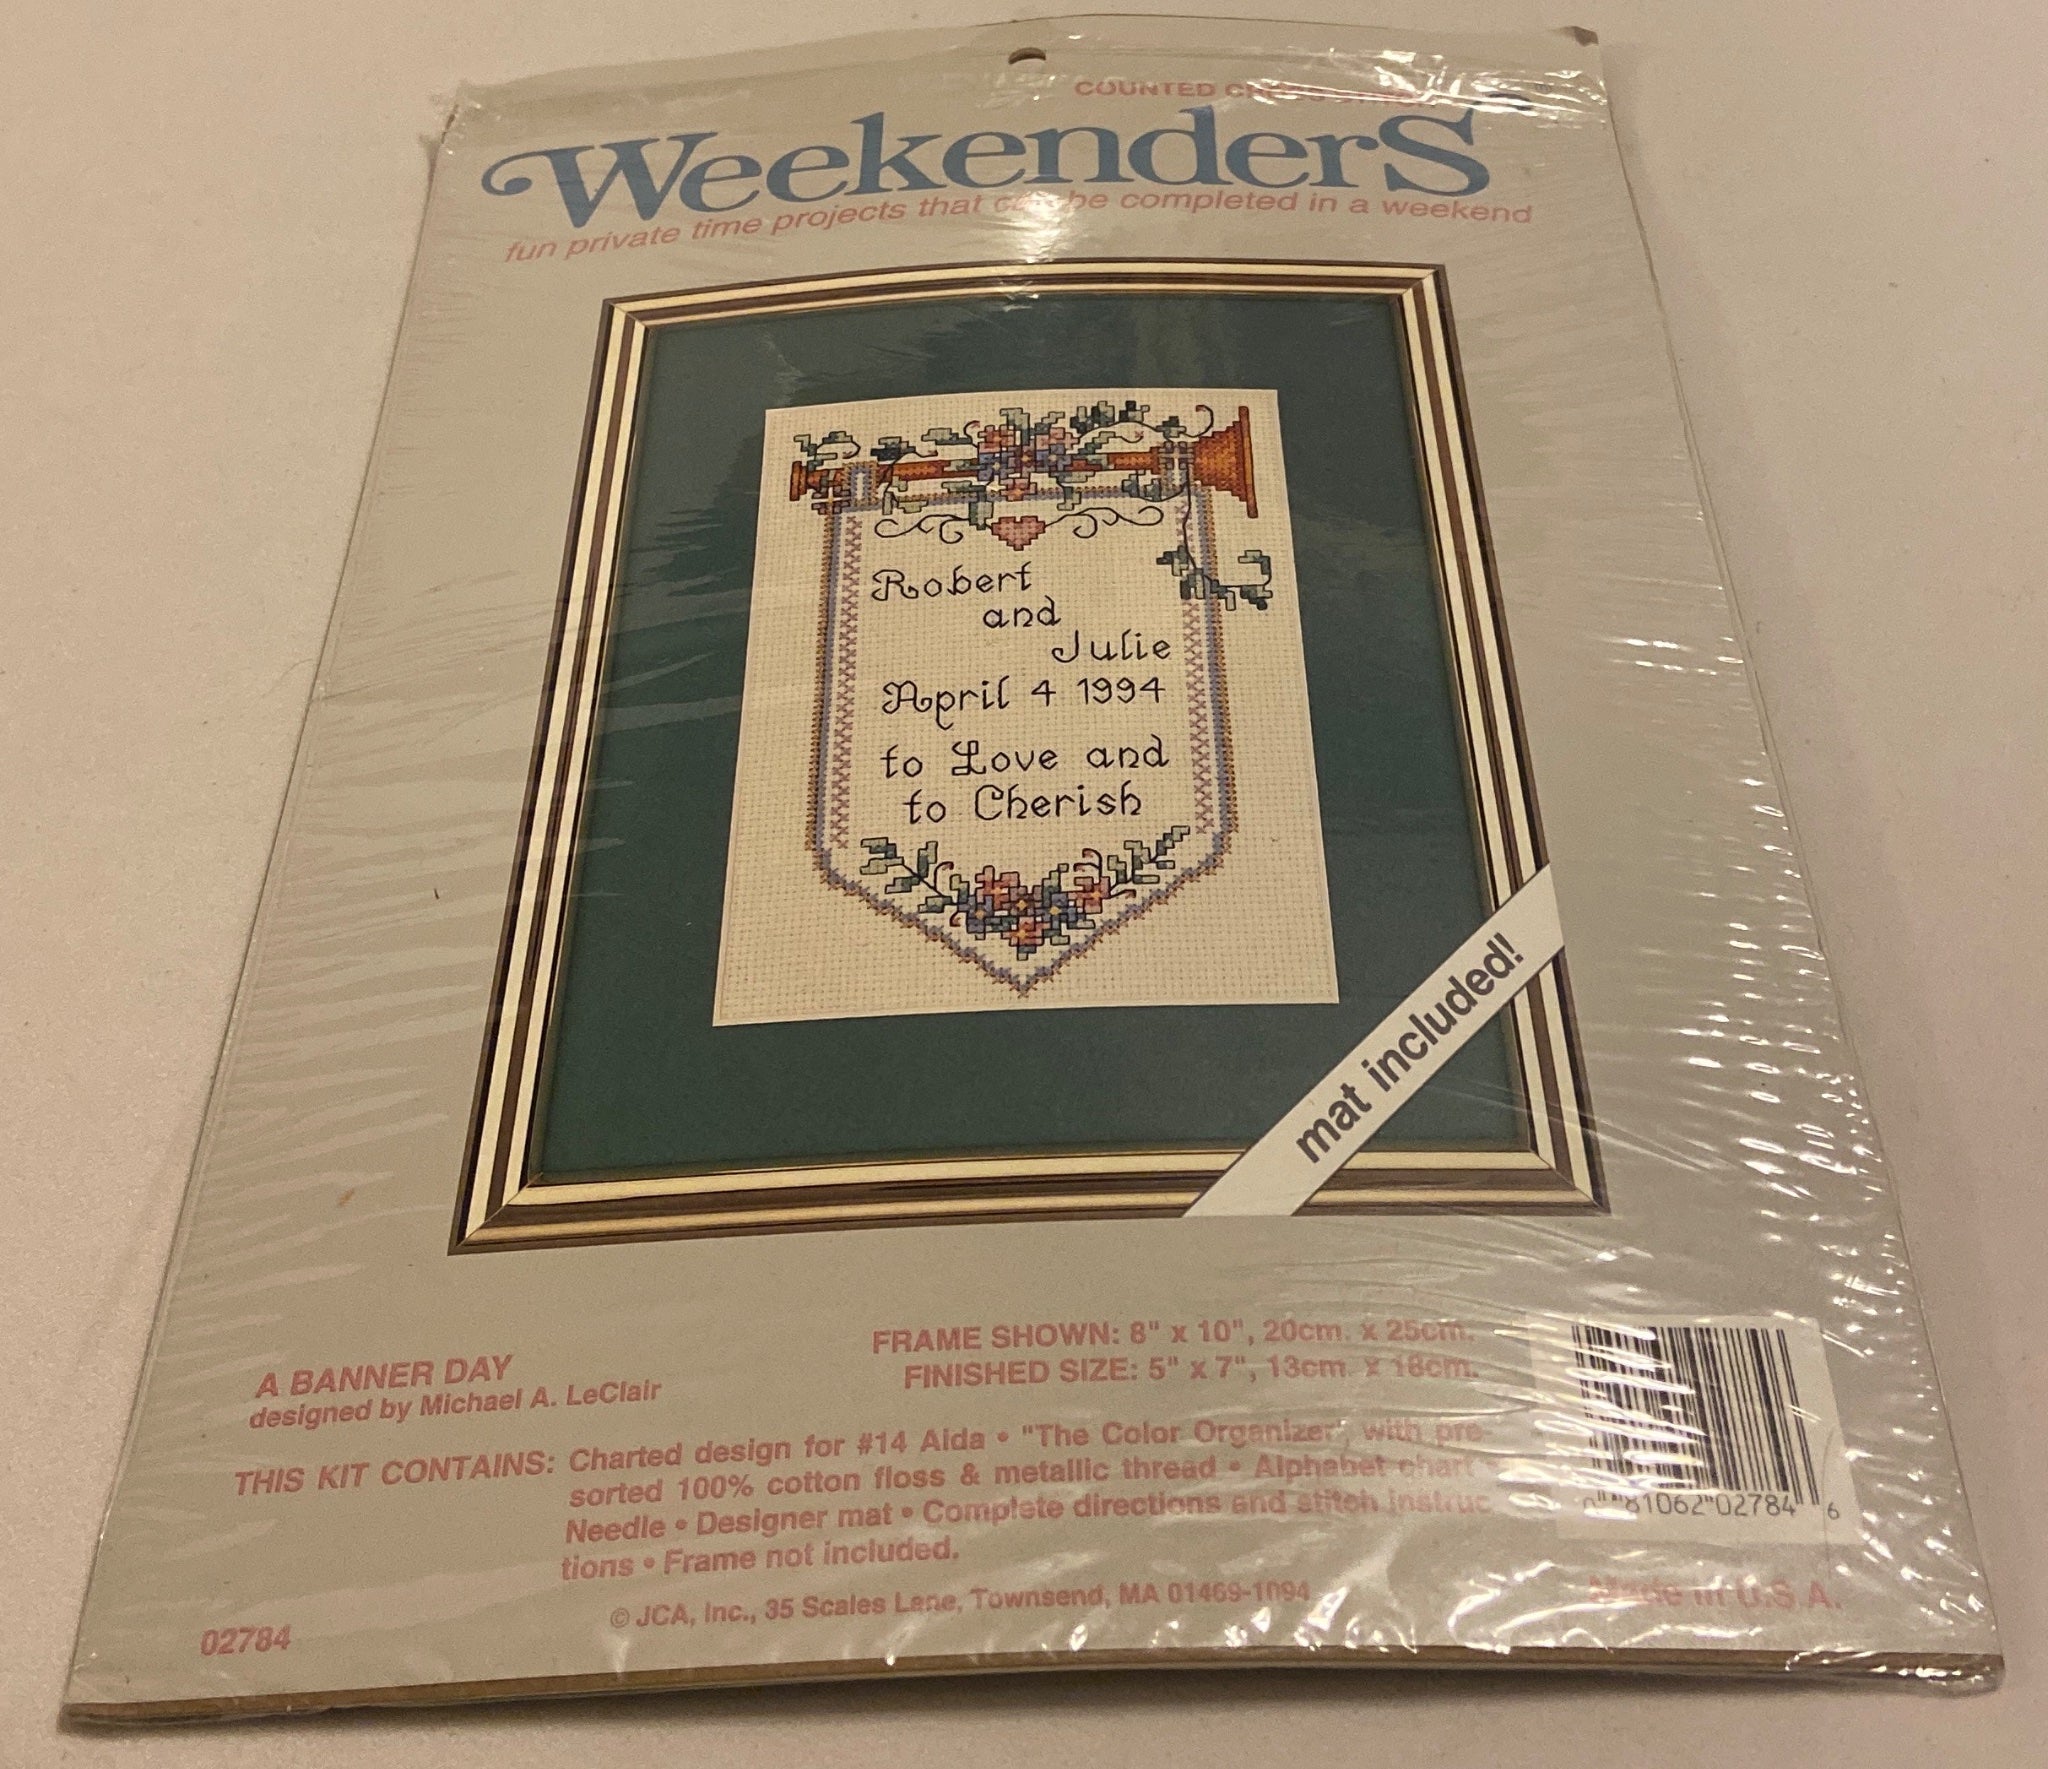 COUNTED
Weekenders
fun private time projects that can be completed in a weekend
Robert
and
Julie
April 4 1994
to Love and
to Cherish
mat included!
A BANNER DAY
designed by Michael A. LeClair
FRAME SHOWN: 8" x 10", 20cm. x 25cm.
FINISHED SIZE: 5" x 7", 13cm. x 18cm.
THIS KIT CONTAINS: Charted design for #14 Aida • "The Color Organizer", with pre-
sorted 100% cotton floss & metallic thread • Alphabet chart •
Needle • Designer mat • Complete directions and stitch instruc
tions • Frame not included.
© JCA, Inc., 35 Scales Lane, Townsend, MA 01469-1094
02784
81062 02784 6
Made in U.S.A.